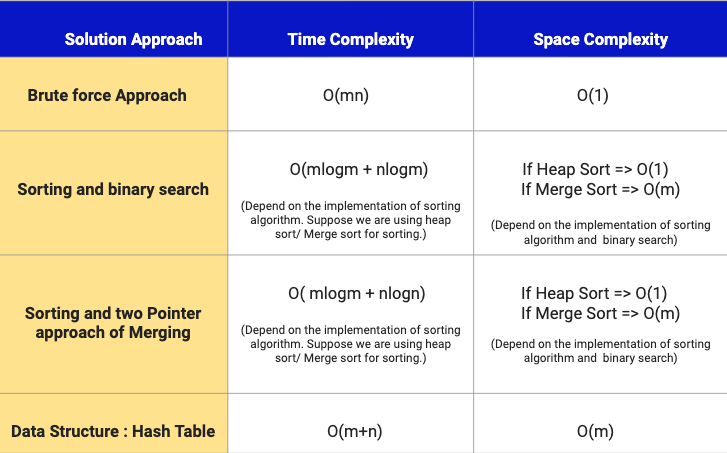 Solution Approach
Time Complexity
Space Complexity
Brute force Approach
O(mn)
O(1)
Sorting and binary search
O(mlogm + nlogm)
(Depend on the implementation of sorting
algorithm. Suppose we are using heap
sort/ Merge sort for sorting.)
If Heap Sort => O(1)
If Merge Sort => O(m)
(Depend on the implementation of sorting
algorithm and  binary search)
Sorting and two Pointer
approach of Merging
O( mlogm + nlogn)
(Depend on the implementation of sorting
algorithm. Suppose we are using heap
sort/ Merge sort for sorting.)
If Heap Sort => O(1)
If Merge Sort => O(m)
(Depend on the implementation of sorting
algorithm and  binary search)
Data Structure : Hash Table
O(m+n)
O(m)